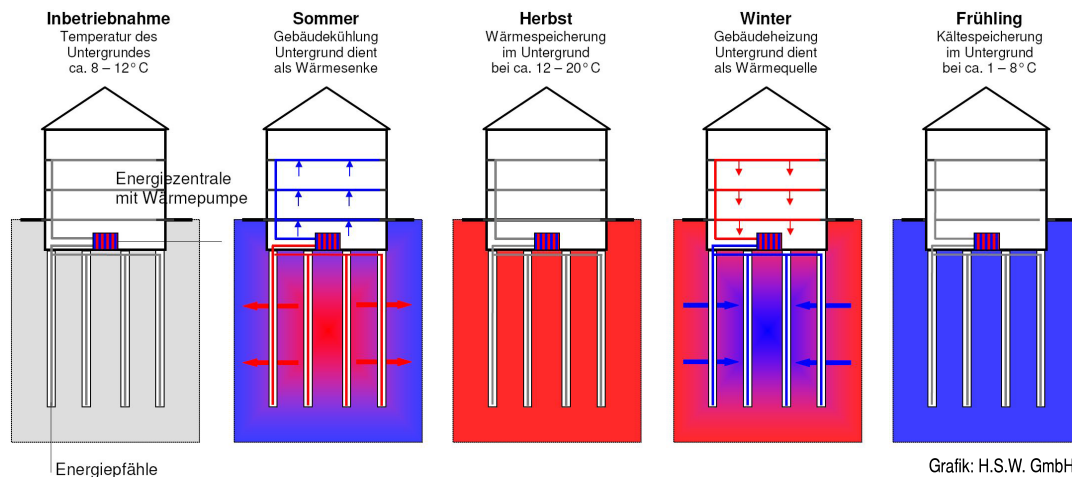 Inbetriebnahme
Temperatur des
Untergrundes
ca. 8 – 12°C
Sommer
Gebäudekühlung
Untergrund dient
als Wärmesenke
Herbst
Wärmespeicherung
im Untergrund
bei ca. 12 – 20°C
Winter
Gebäudeheizung
Untergrund dient
als Wärmequelle
Frühling
Kältespeicherung
im Untergrund
bei ca. 1 – 8°C
Energiezentrale
mit Wärmepumpe
Energiepfähle
Grafik: H.S.W. GmbH